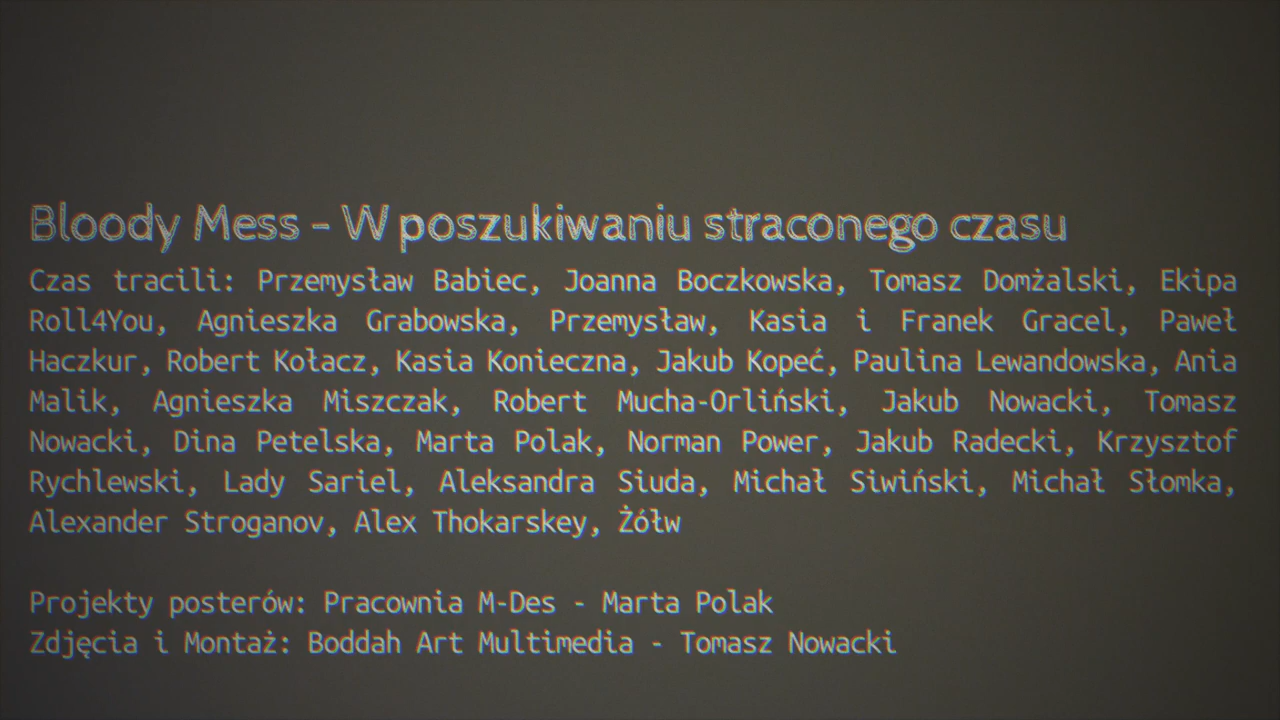 Bloody Mess – W poszukiwaniu straconego czasu
Czas tracili: Przemysław Babiec, Joanna Boczkowska, Tomasz Domżalski, Ekipa
Roll4You, Agnieszka Grabowska, Przemysław, Kasia i Franek Gracel, Paweł
Haczkur, Robert Kołacz, Kasia Konieczna, Jakub Kopeć, Paulina Lewandowska, Ania
Malik, Agnieszka Miszczak, Robert Mucha-Orliński, Jakub Nowacki, Tomasz
Nowacki, Dina Petelska, Marta Polak, Norman Power, Jakub Radecki, Krzysztof
Rychlewski, Lady Sariel, Aleksandra Siuda, Michał Siwiński, Michał Słomka,
Alexander Stroganov, Alex Thokarskey, Żółw
Projekty posterów: Pracownia M-Des - Marta Polak
Zdjęcia i Montaż: Boddah Art Multimedia - Tomasz Nowacki